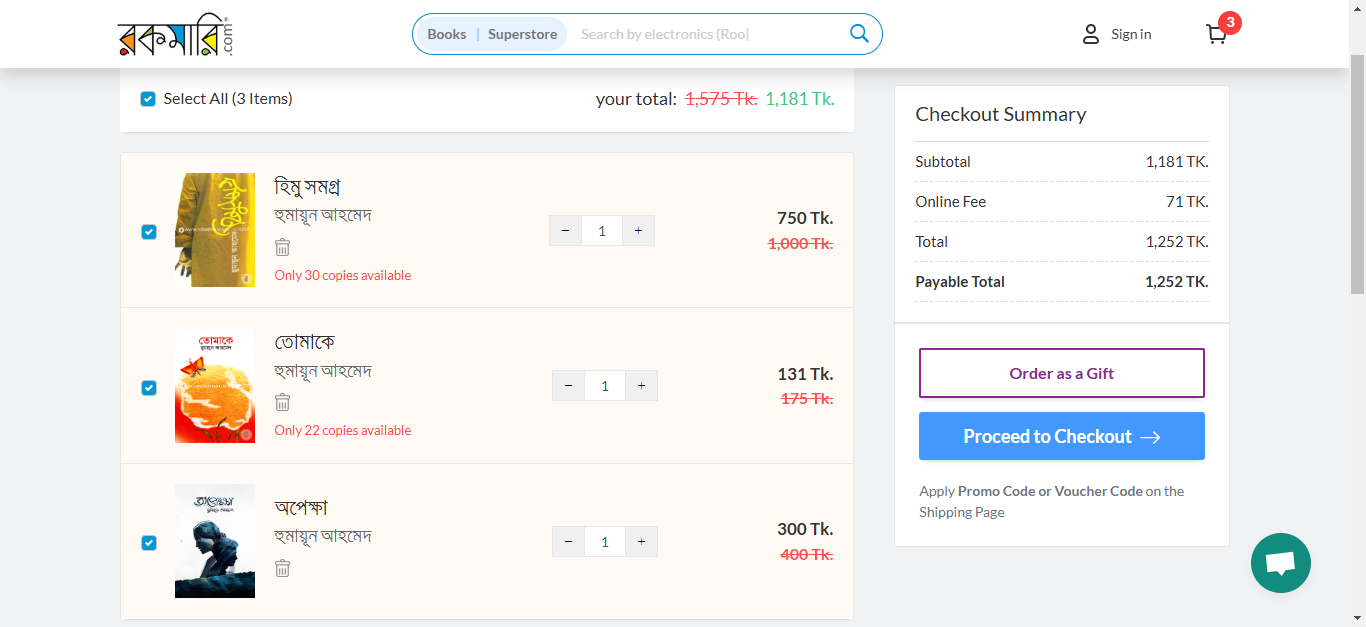 রকমারি.com
Books | Superstore
Search by electronics (Roo|
Sign in
3
Select All (3 Items)
your total: 1,575 Tk. 1,181 Tk.
হিমু সমগ্র
হুমায়ূন আহমেদ
Only 30 copies available
− 1 +
750 Tk.
1,000 Tk.
তোমাকে
হুমায়ূন আহমেদ
তোমাকে
হুমায়ূন আহমেদ
Only 22 copies available
− 1 +
131 Tk.
175 Tk.
অপেক্ষা
অপেক্ষা
হুমায়ূন আহমেদ
− 1 +
300 Tk.
400 Tk.
Checkout Summary
Subtotal 1,181 TK.
Online Fee 71 TK.
Total 1,252 TK.
Payable Total 1,252 TK.
Order as a Gift
Proceed to Checkout →
Apply Promo Code or Voucher Code on the
Shipping Page